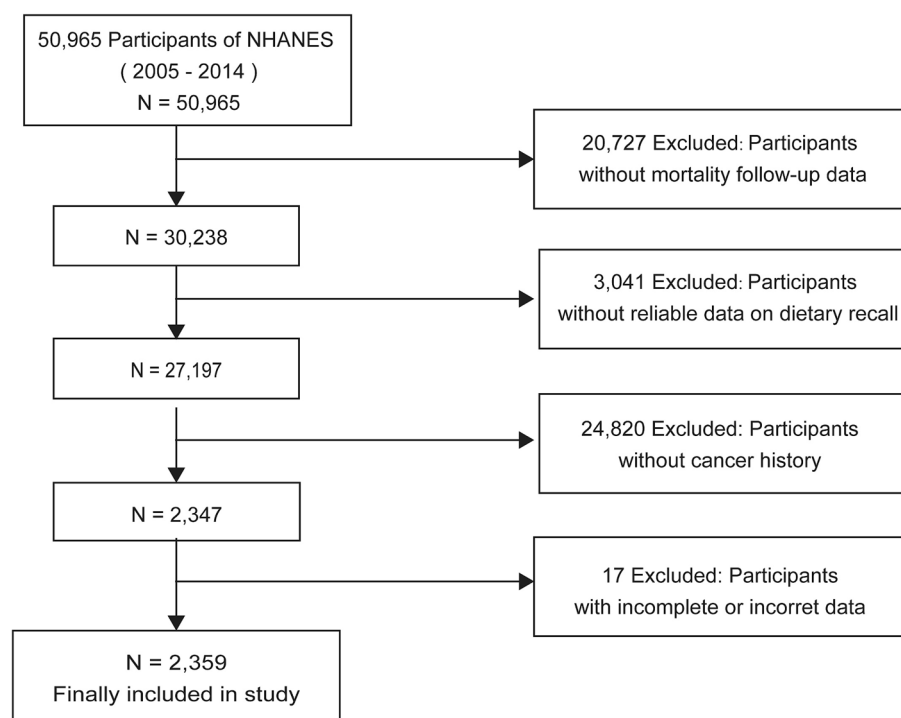 50,965 Participants of NHANES
( 2005 - 2014 )
N = 50,965
20,727 Excluded: Participants
without mortality follow-up data
N = 30,238
3,041 Excluded: Participants
without reliable data on dietary recall
N = 27,197
24,820 Excluded: Participants
without cancer history
N = 2,347
17 Excluded: Participants
with incomplete or incorret data
N = 2,359
Finally included in study